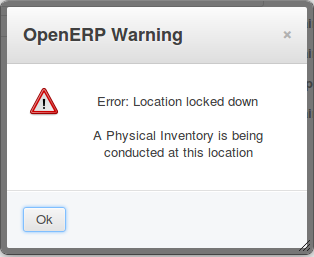 OpenERP Warning
×
Error: Location locked down
A Physical Inventory is being
conducted at this location
Ok